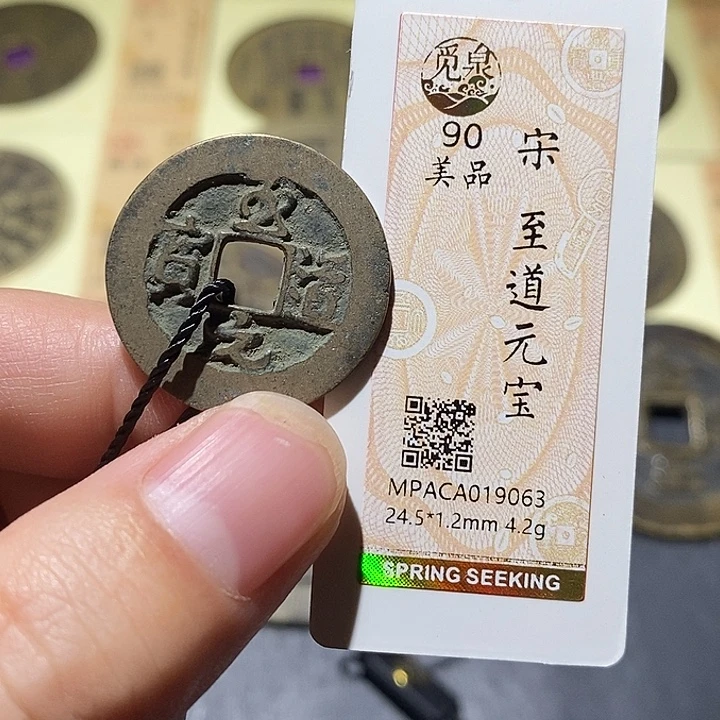 觅泉
90
美品
宋 至道元宝
MPACA019063
24.5*1.2mm 4.2g
SPRING SEEKING